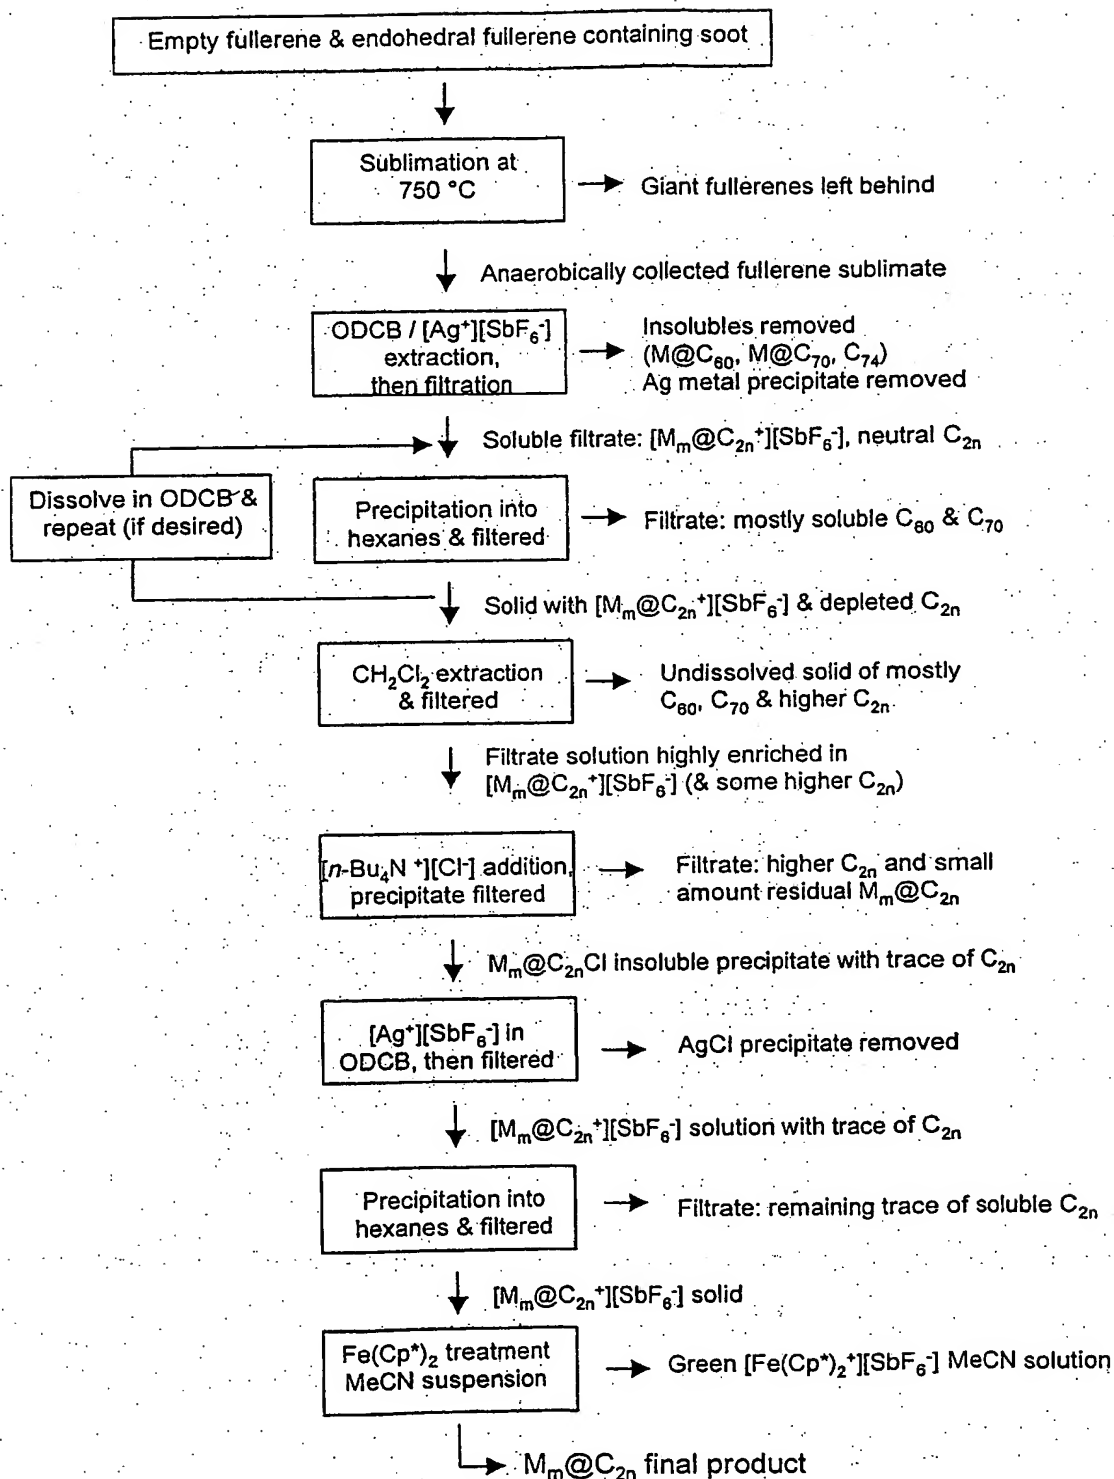 Empty fullerene & endohedral fullerene containing soot
Sublimation at
750 °C
Giant fullerenes left behind
Anaerobically collected fullerene sublimate
ODCB / [Ag⁺][SbF₆⁻]
extraction,
then filtration
Insolubles removed
(M@C₆₀, M@C₇₀, C₇₄)
Ag metal precipitate removed
Soluble filtrate: [Mₘ@C₂ₙ⁺][SbF₆⁻], neutral C₂ₙ
Dissolve in ODCB &
repeat (if desired)
Precipitation into
hexanes & filtered
Filtrate: mostly soluble C₆₀ & C₇₀
Solid with [Mₘ@C₂ₙ⁺][SbF₆⁻] & depleted C₂ₙ
CH₂Cl₂ extraction
& filtered
Undissolved solid of mostly
C₆₀, C₇₀ & higher C₂ₙ
Filtrate solution highly enriched in
[Mₘ@C₂ₙ⁺][SbF₆⁻] (& some higher C₂ₙ)
[n-Bu₄N⁺][Cl⁻] addition,
precipitate filtered
Filtrate: higher C₂ₙ and small
amount residual Mₘ@C₂ₙ
Mₘ@C₂ₙCl insoluble precipitate with trace of C₂ₙ
[Ag⁺][SbF₆⁻] in
ODCB, then filtered
AgCl precipitate removed
[Mₘ@C₂ₙ⁺][SbF₆⁻] solution with trace of C₂ₙ
Precipitation into
hexanes & filtered
Filtrate: remaining trace of soluble C₂ₙ
[Mₘ@C₂ₙ⁺][SbF₆⁻] solid
Fe(Cp*)₂ treatment
MeCN suspension
Green [Fe(Cp*)₂⁺][SbF₆⁻] MeCN solution
Mₘ@C₂ₙ final product